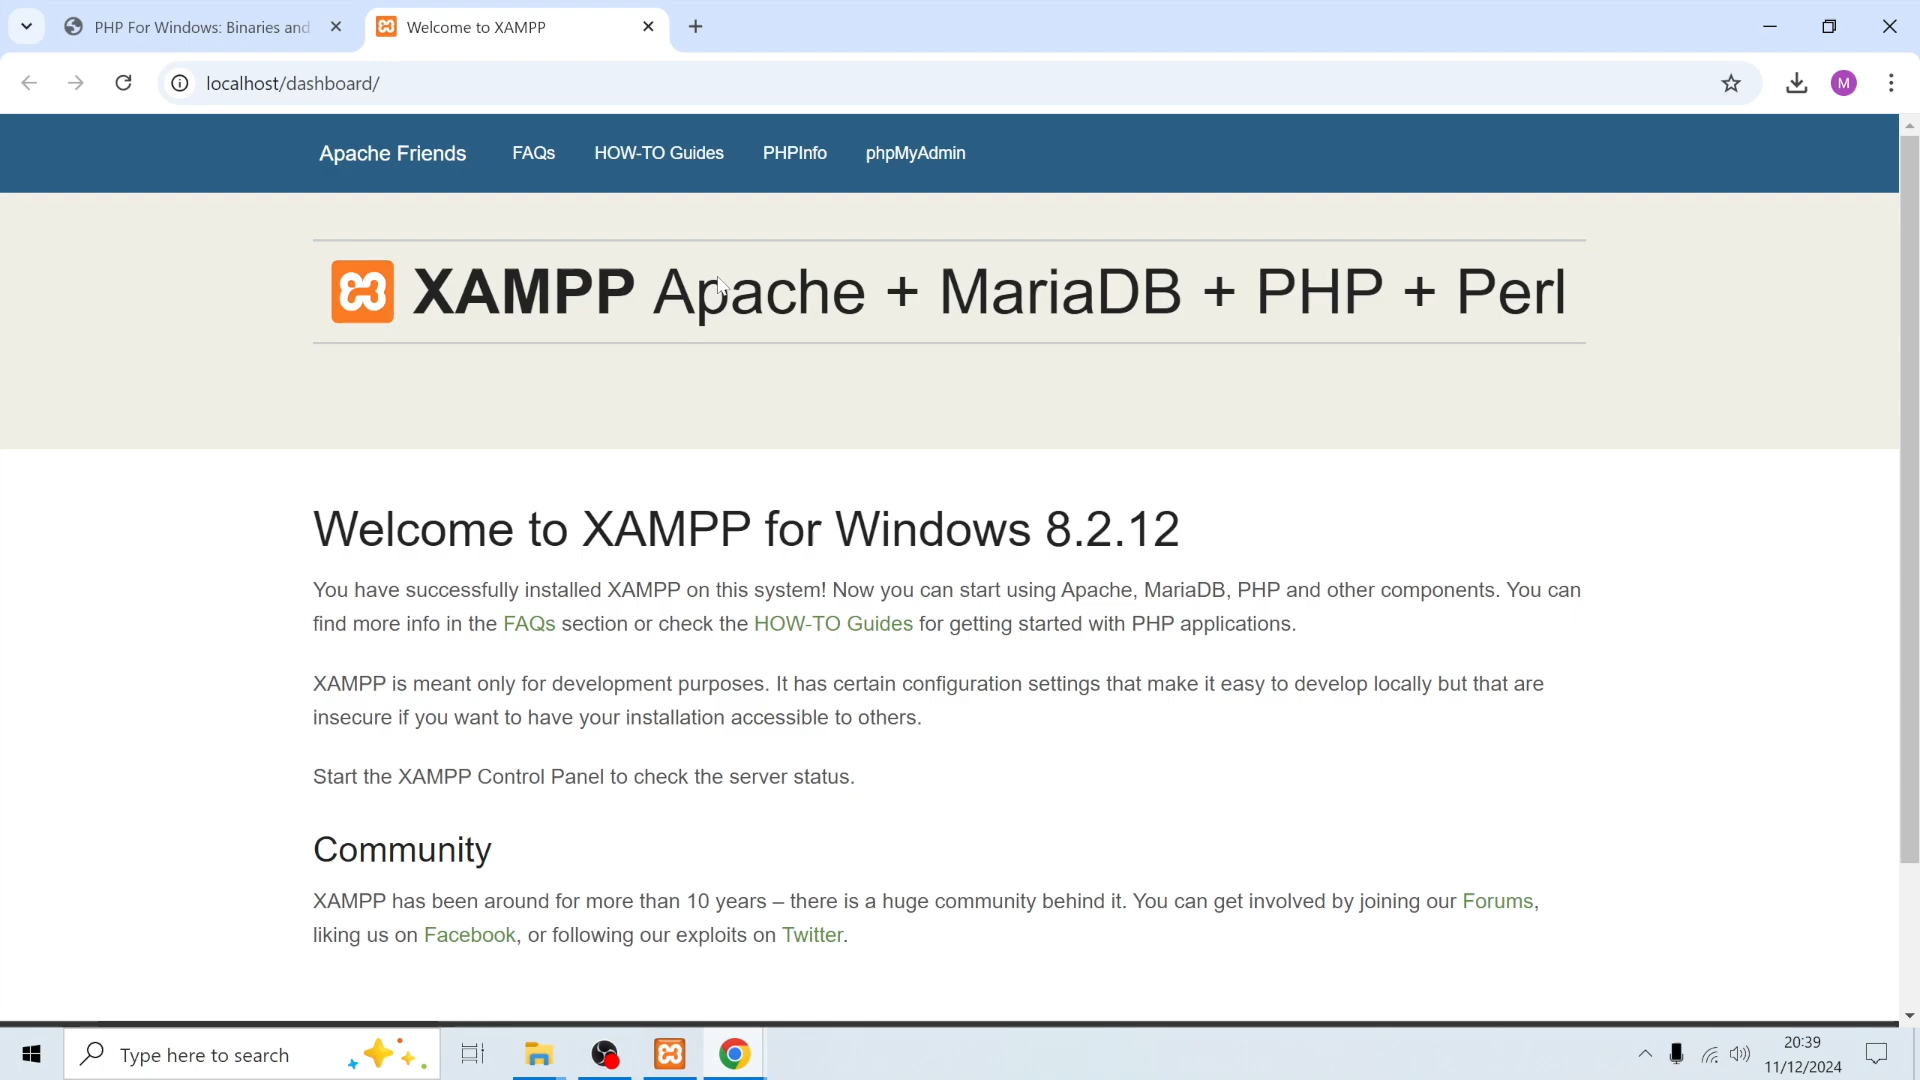 PHP For Windows: Binaries and
Welcome to XAMPP
localhost/dashboard/
M
Apache Friends FAQs HOW-TO Guides PHPInfo phpMyAdmin
XAMPP Apache + MariaDB + PHP + Perl
Welcome to XAMPP for Windows 8.2.12
You have successfully installed XAMPP on this system! Now you can start using Apache, MariaDB, PHP and other components. You can
find more info in the FAQs section or check the HOW-TO Guides for getting started with PHP applications.
XAMPP is meant only for development purposes. It has certain configuration settings that make it easy to develop locally but that are
insecure if you want to have your installation accessible to others.
Start the XAMPP Control Panel to check the server status.
Community
XAMPP has been around for more than 10 years – there is a huge community behind it. You can get involved by joining our Forums,
liking us on Facebook, or following our exploits on Twitter.
Type here to search
20:39
11/12/2024